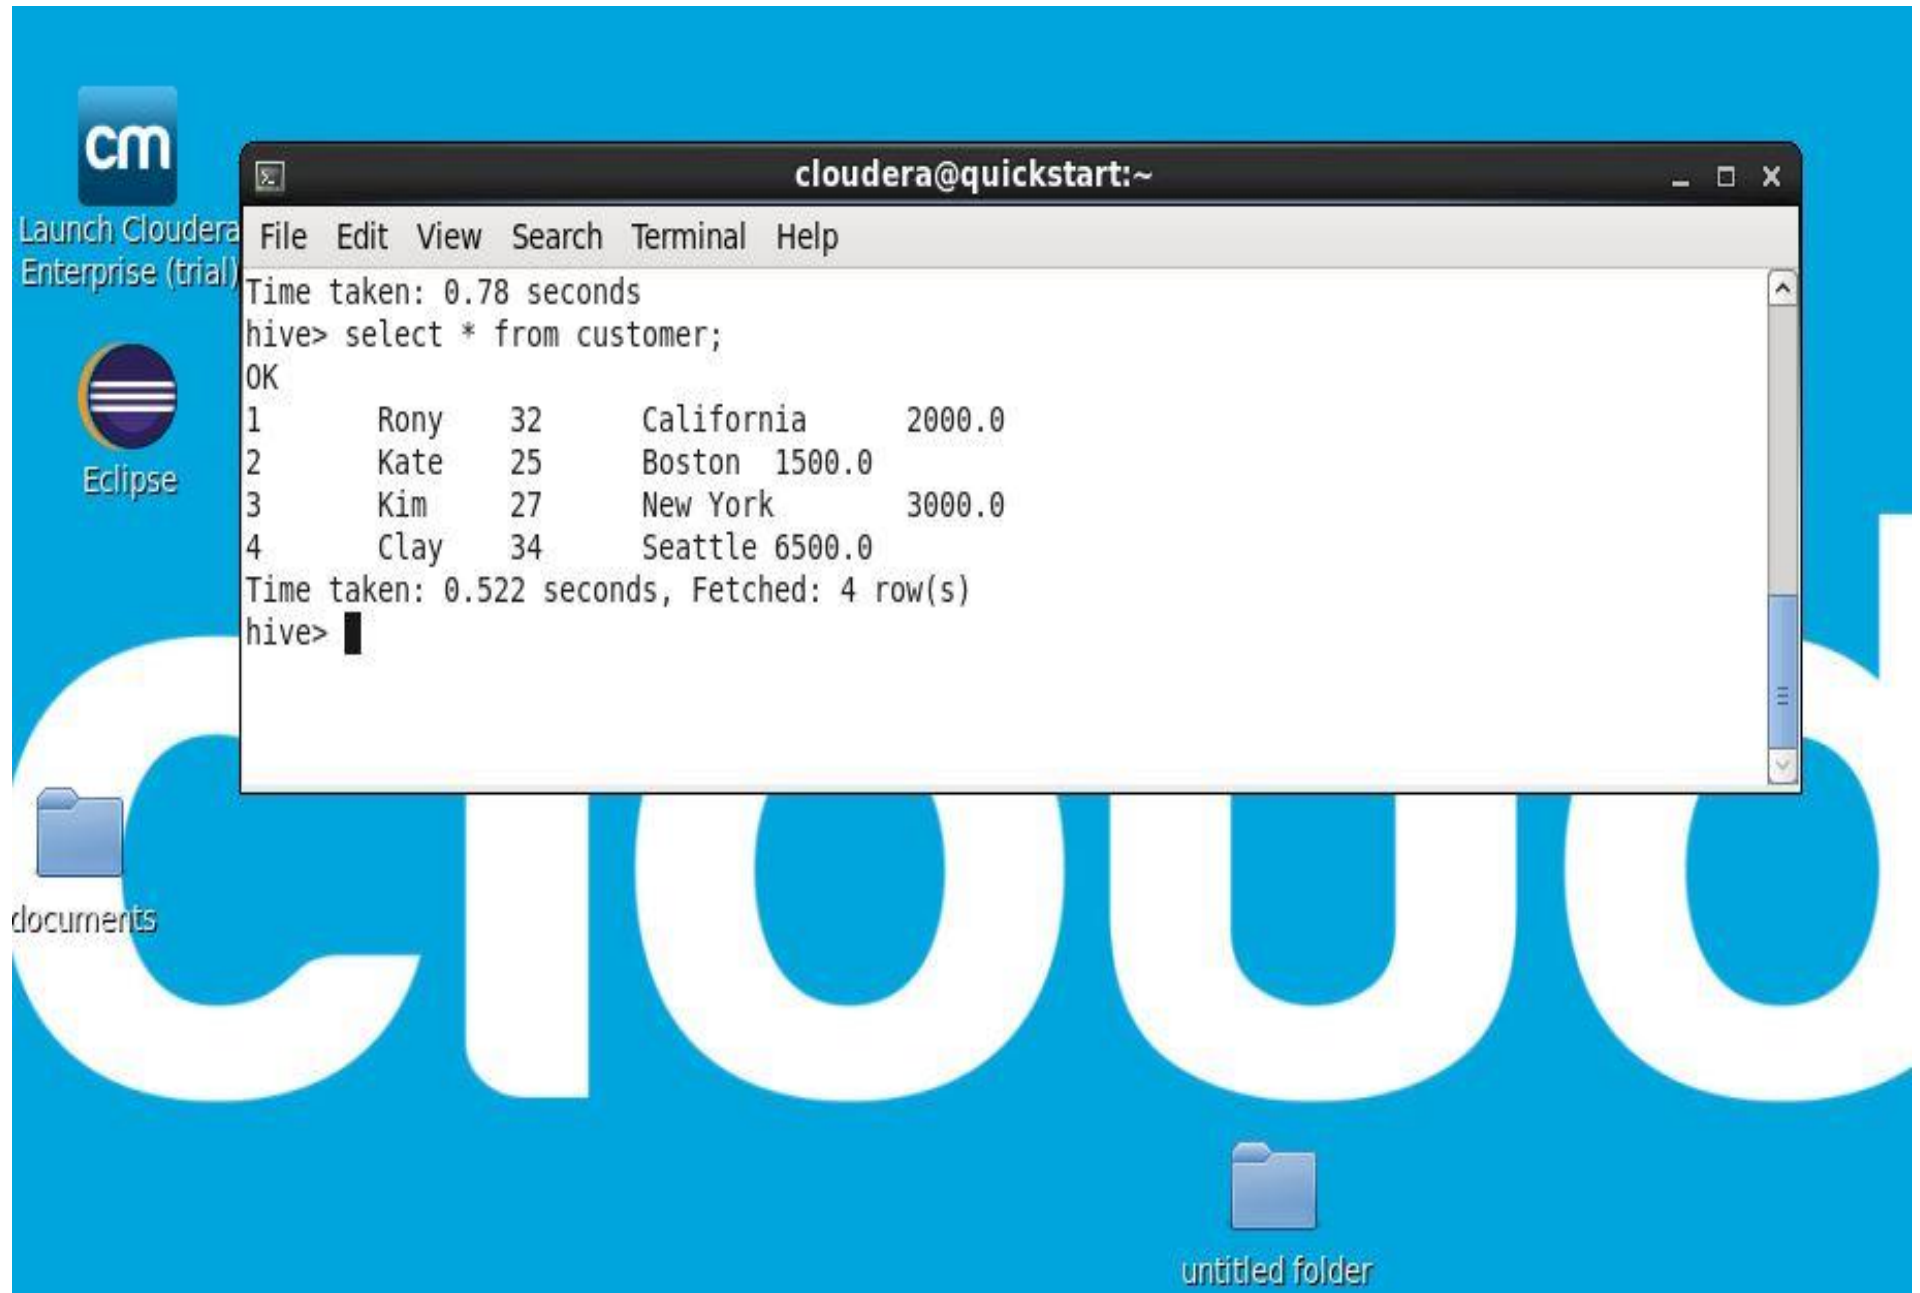 cm
Launch Cloudera
Enterprise (trial)
Eclipse
cloudera@quickstart:~
File Edit View Search Terminal Help
Time taken: 0.78 seconds
hive> select * from customer;
OK
1 Rony 32 California 2000.0
2 Kate 25 Boston 1500.0
3 Kim 27 New York 3000.0
4 Clay 34 Seattle 6500.0
Time taken: 0.522 seconds, Fetched: 4 row(s)
hive>
documents
cloud
untitled folder